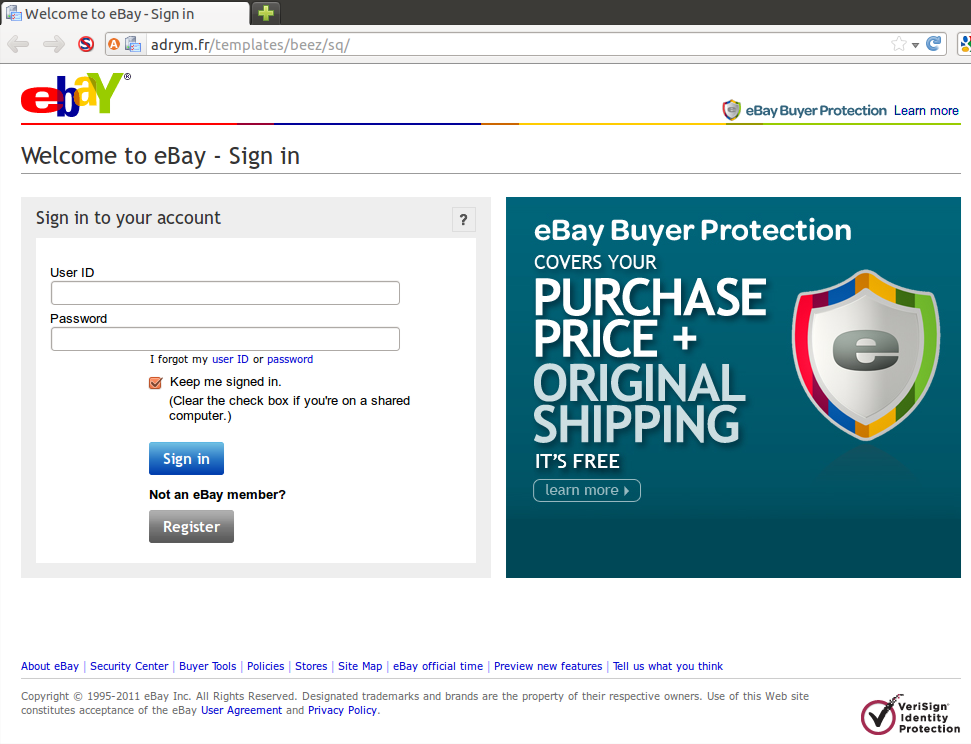 Welcome to eBay - Sign in
adrym.fr/templates/beez/sq/
ebaY®
eBay Buyer Protection Learn more
Welcome to eBay - Sign in
Sign in to your account ?
User ID
Password
I forgot my user ID or password
Keep me signed in.
(Clear the check box if you're on a shared
computer.)
Sign in
Not an eBay member?
Register
eBay Buyer Protection
COVERS YOUR
PURCHASE
PRICE +
ORIGINAL
SHIPPING
IT'S FREE
learn more
e
About eBay | Security Center | Buyer Tools | Policies | Stores | Site Map | eBay official time | Preview new features | Tell us what you think
Copyright © 1995-2011 eBay Inc. All Rights Reserved. Designated trademarks and brands are the property of their respective owners. Use of this Web site
constitutes acceptance of the eBay User Agreement and Privacy Policy.
VeriSign
Identity
Protection